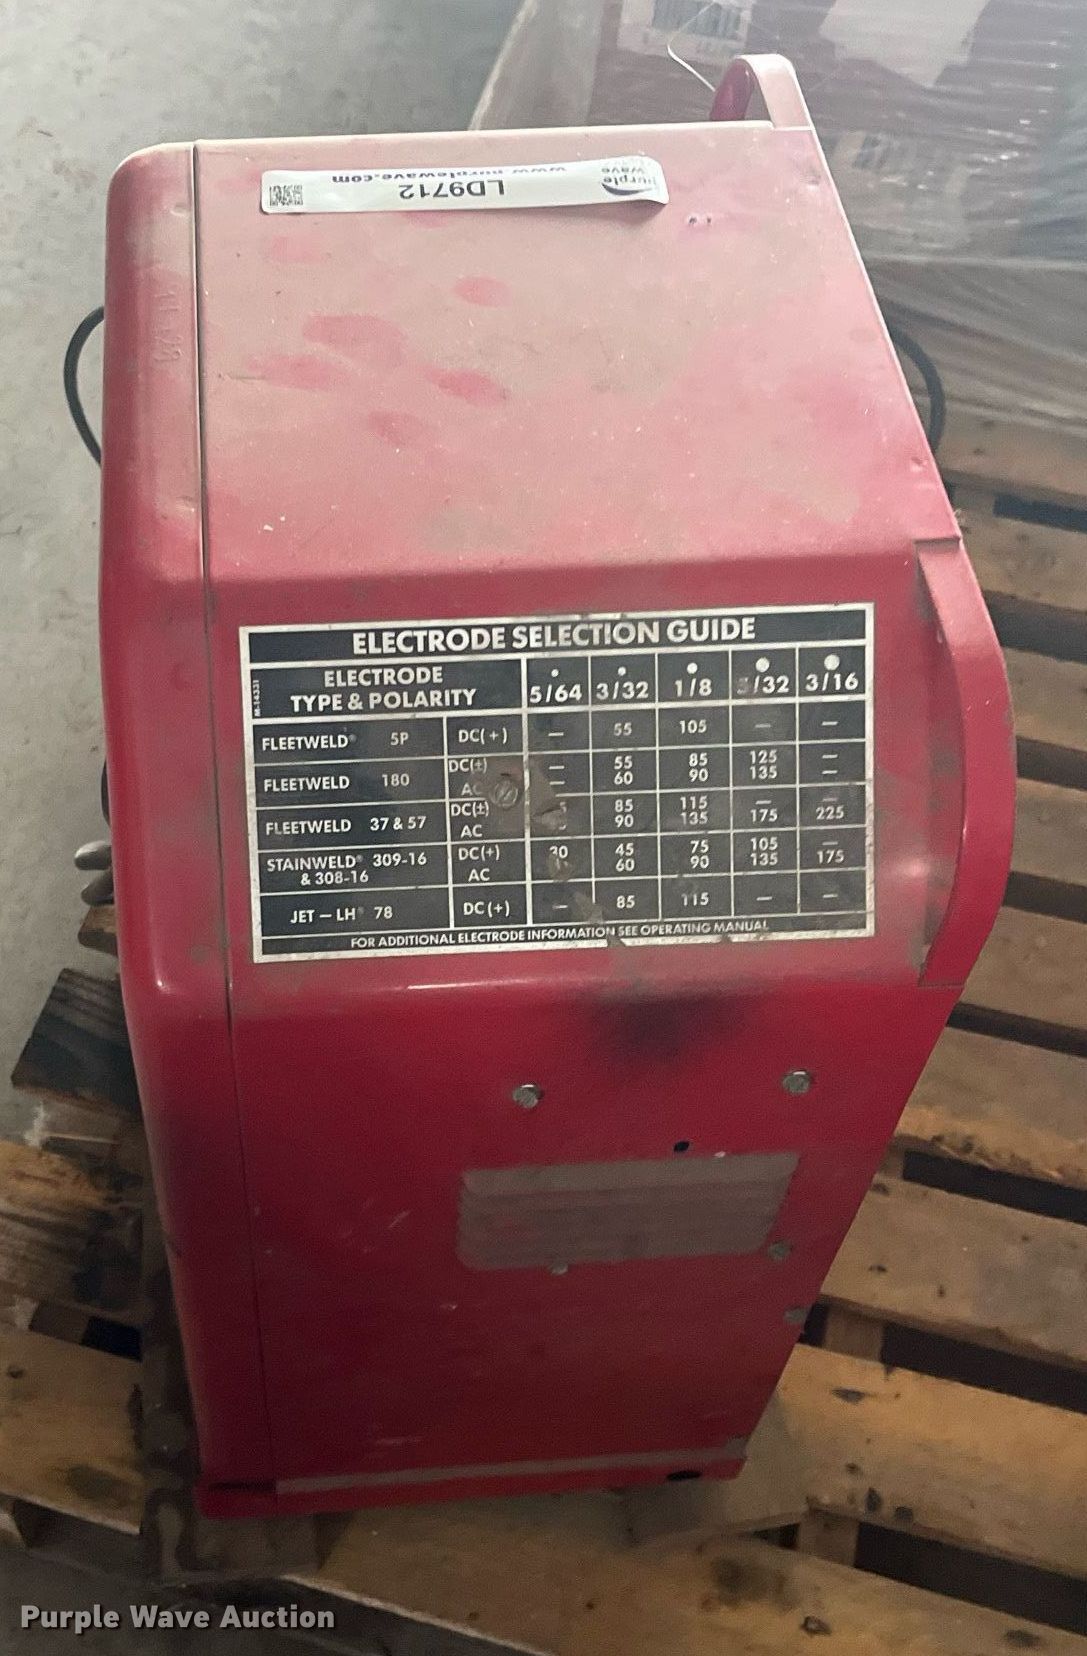 LD9712
www.purplewave.com
purple wave
ELECTRODE SELECTION GUIDE
M-14331
ELECTRODE TYPE & POLARITY 5/64 3/32 1/8 5/32 3/16
FLEETWELD® 5P DC(+) — 55 105 — —
FLEETWELD 180 DC(±) — 55 85 125 —
AC — 60 90 135 —
FLEETWELD 37 & 57 DC(±) 85 115 — —
AC 90 135 175 225
STAINWELD® 309-16 DC(+) 30 45 75 105 —
& 308-16 AC 60 90 135 175
JET – LH® 78 DC(+) — 85 115 — —
FOR ADDITIONAL ELECTRODE INFORMATION SEE OPERATING MANUAL
Purple Wave Auction